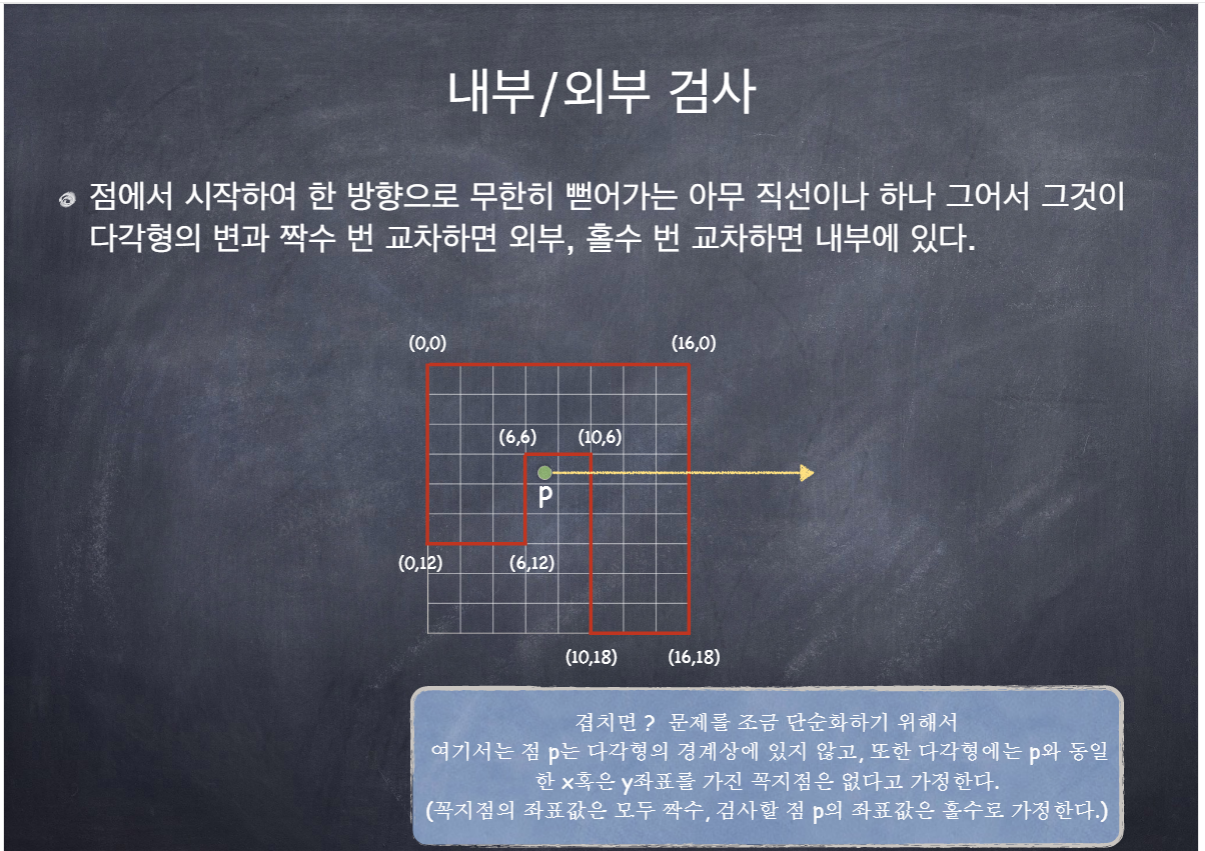 내부/외부 검사
점에서 시작하여 한 방향으로 무한히 뻗어가는 아무 직선이나 하나 그어서 그것이
다각형의 변과 짝수 번 교차하면 외부, 홀수 번 교차하면 내부에 있다.
(0,0)
(16,0)
(6,6)
(10,6)
p
(0,12)
(6,12)
(10,18)
(16,18)
겹치면 ? 문제를 조금 단순화하기 위해서
여기서는 점 p는 다각형의 경계상에 있지 않고, 또한 다각형에는 p와 동일
한 x혹은 y좌표를 가진 꼭지점은 없다고 가정한다.
(꼭지점의 좌표값은 모두 짝수, 검사할 점 p의 좌표값은 홀수로 가정한다.)